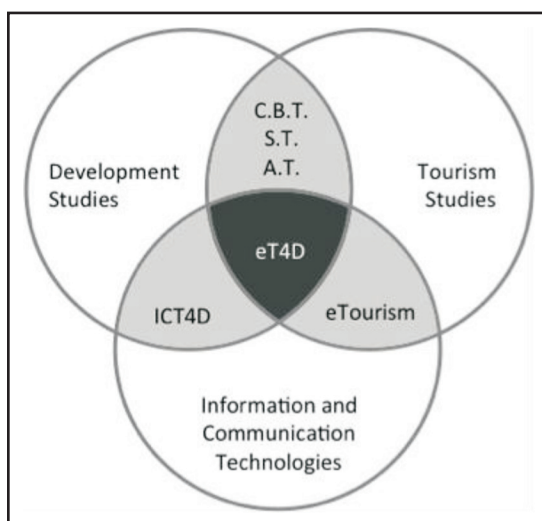 C.B.T.
S.T.
A.T.
Development
Studies
Tourism
Studies
eT4D
ICT4D
eTourism
Information and
Communication
Technologies